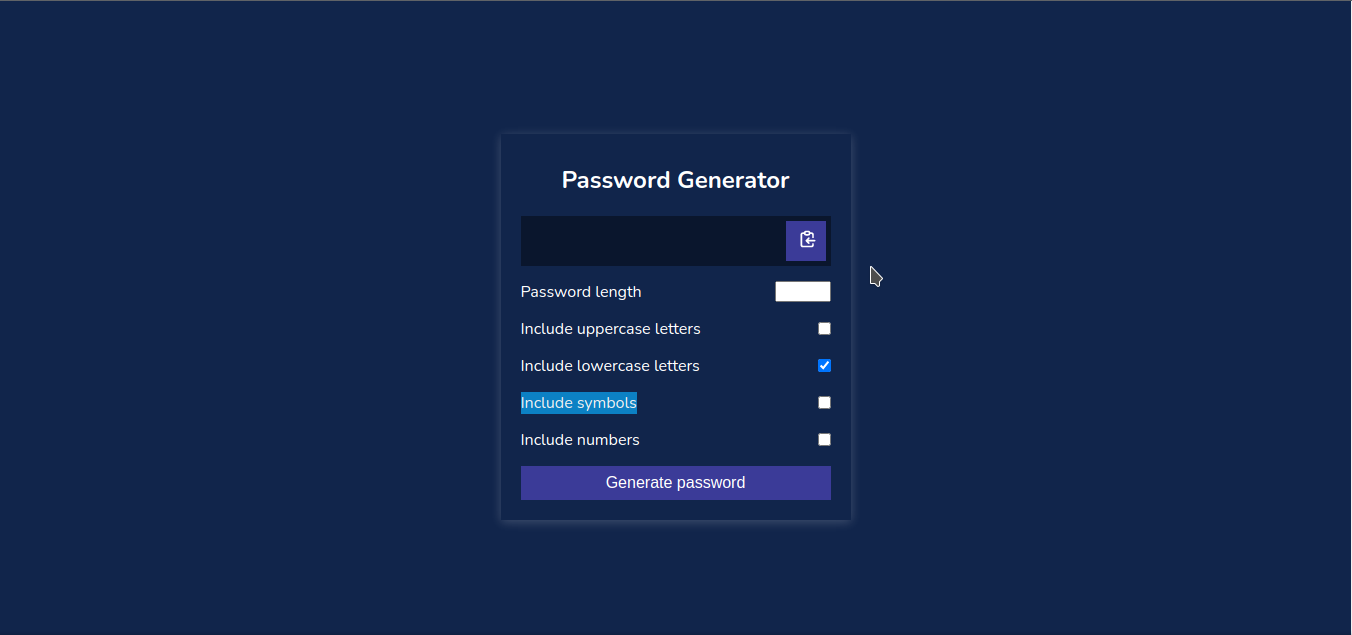 Password Generator
Password length
Include uppercase letters
Include lowercase letters
Include symbols
Include numbers
Generate password